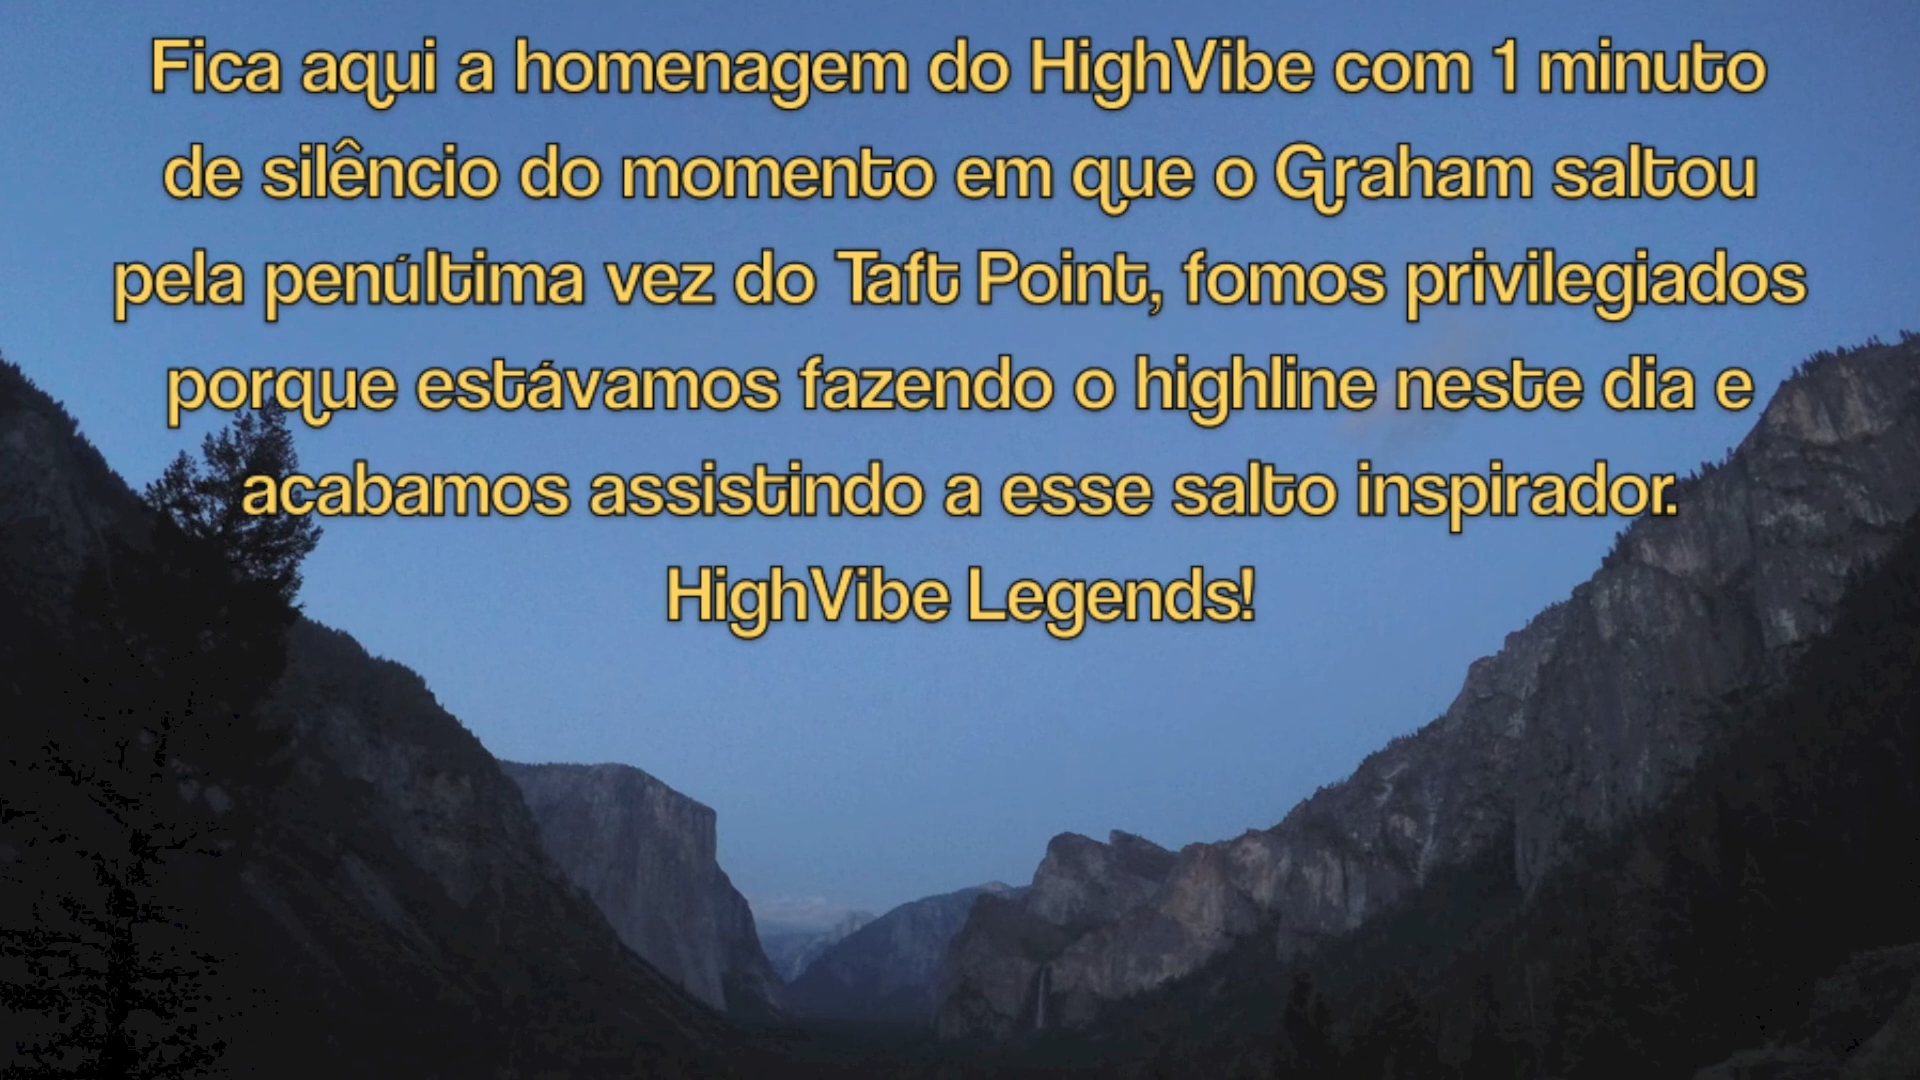 Fica aqui a homenagem do HighVibe com 1 minuto
de silêncio do momento em que o Graham saltou
pela penúltima vez do Taft Point, fomos privilegiados
porque estávamos fazendo o highline neste dia e
acabamos assistindo a esse salto inspirador.
HighVibe Legends!